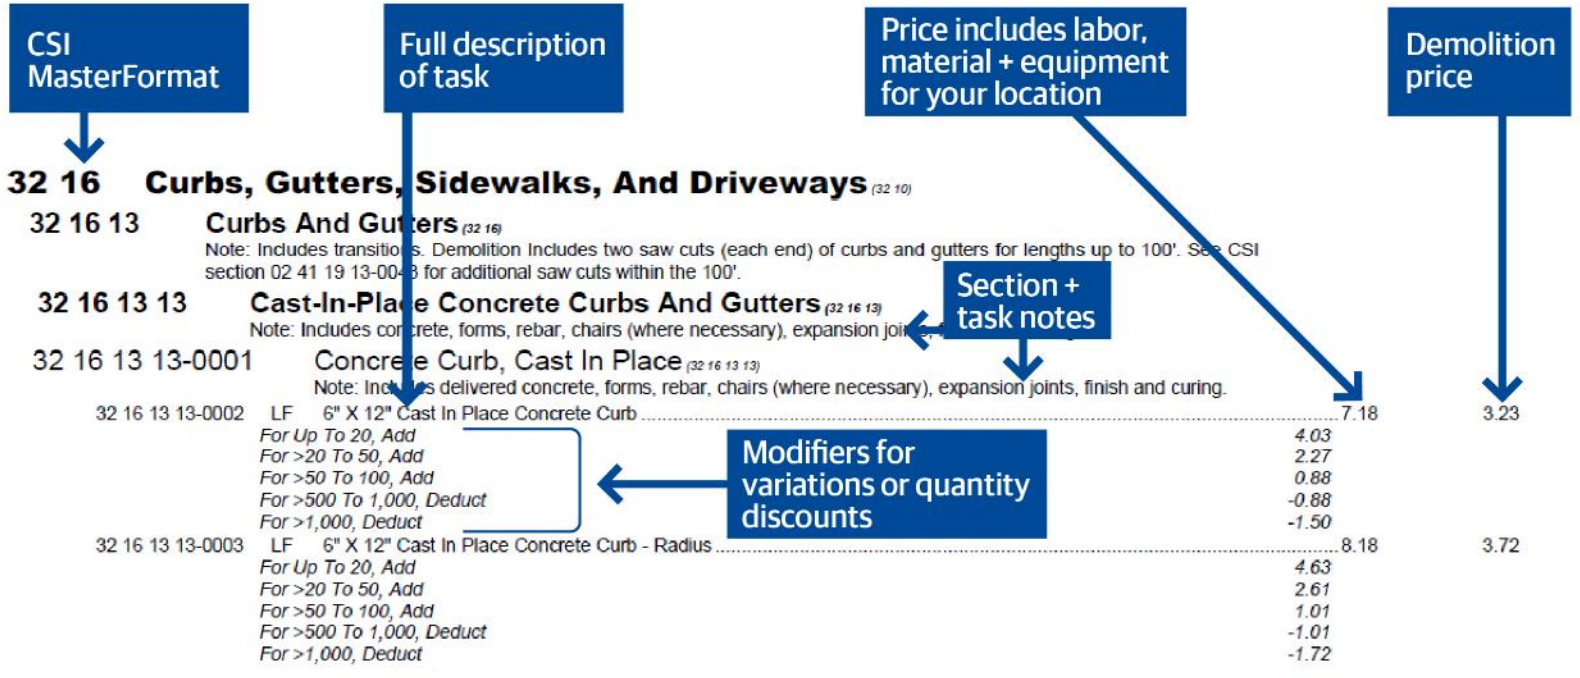 CSI
MasterFormat
Full description
of task
Price includes labor,
material + equipment
for your location
Demolition
price
32 16 Curbs, Gutters, Sidewalks, And Driveways (32 10)
32 16 13 Curbs And Gutters (32 16)
Note: Includes transitions. Demolition Includes two saw cuts (each end) of curbs and gutters for lengths up to 100'. See CSI
section 02 41 19 13-0043 for additional saw cuts within the 100'.
32 16 13 13 Cast-In-Place Concrete Curbs And Gutters (32 16 13)
Note: Includes concrete, forms, rebar, chairs (where necessary), expansion joints,
Section +
task notes
32 16 13 13-0001 Concrete Curb, Cast In Place (32 16 13 13)
Note: Includes delivered concrete, forms, rebar, chairs (where necessary), expansion joints, finish and curing.
32 16 13 13-0002 LF 6" X 12" Cast In Place Concrete Curb 7.18 3.23
For Up To 20, Add 4.03
For >20 To 50, Add 2.27
For >50 To 100, Add 0.88
For >500 To 1,000, Deduct -0.88
For >1,000, Deduct -1.50
Modifiers for
variations or quantity
discounts
32 16 13 13-0003 LF 6" X 12" Cast In Place Concrete Curb - Radius 8.18 3.72
For Up To 20, Add 4.63
For >20 To 50, Add 2.61
For >50 To 100, Add 1.01
For >500 To 1,000, Deduct -1.01
For >1,000, Deduct -1.72